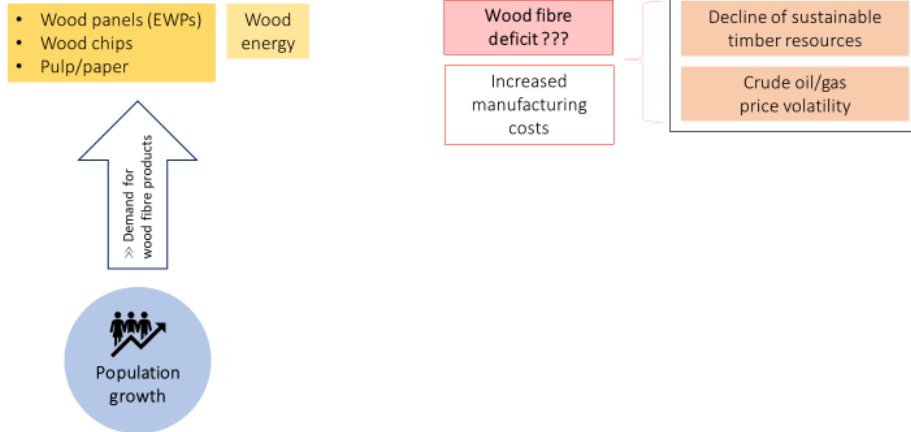 • Wood panels (EWPs)
• Wood chips
• Pulp/paper
Wood
energy
Wood fibre
deficit ???
Increased
manufacturing
costs
Decline of sustainable
timber resources
Crude oil/gas
price volatility
>> Demand for
wood fibre products
Population
growth